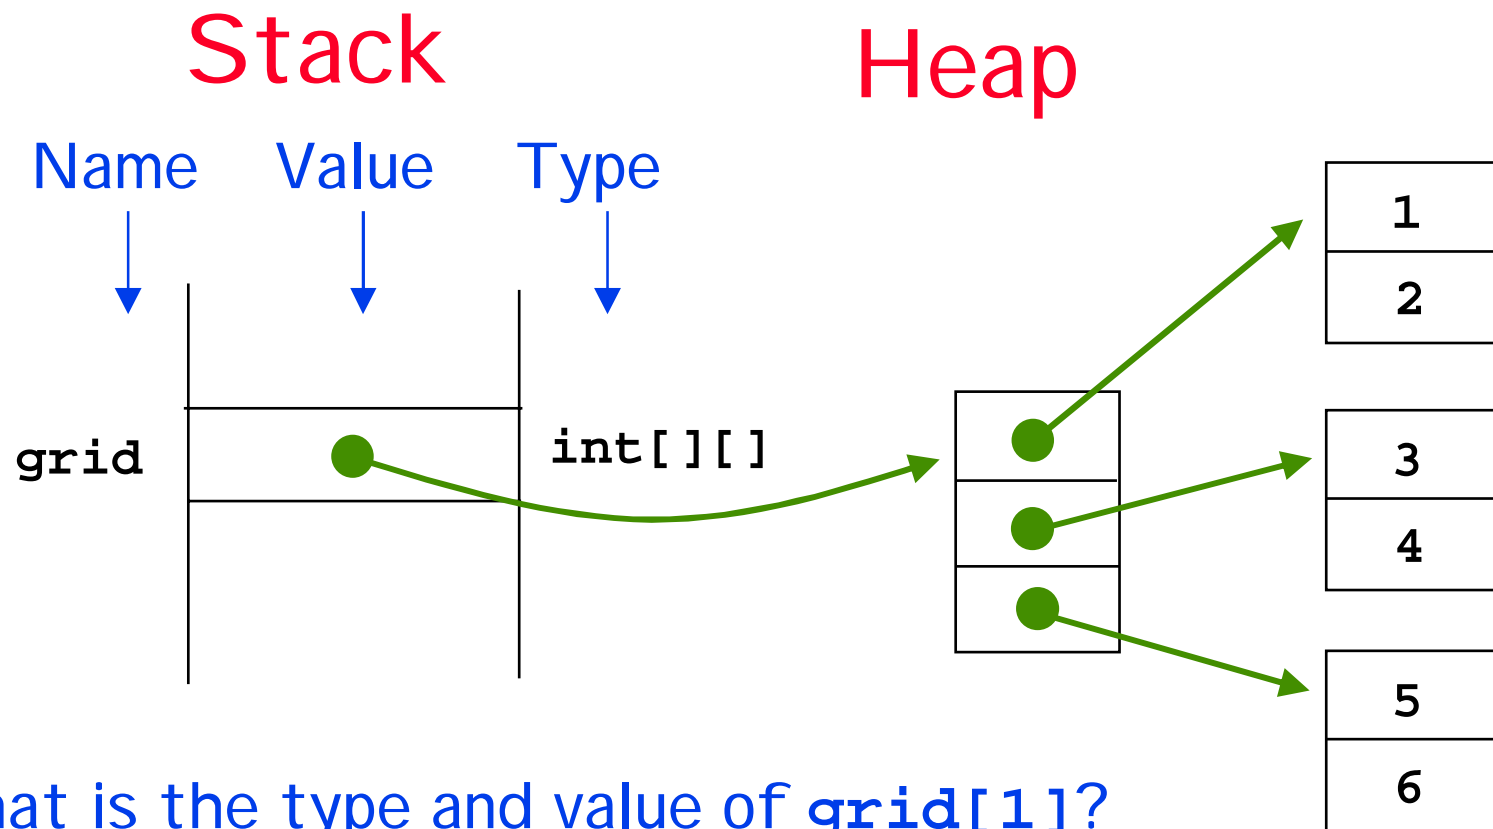 Stack
Heap
Name Value Type
grid
int[][]
1
2
3
4
5
6
is the type and value of grid[1]?